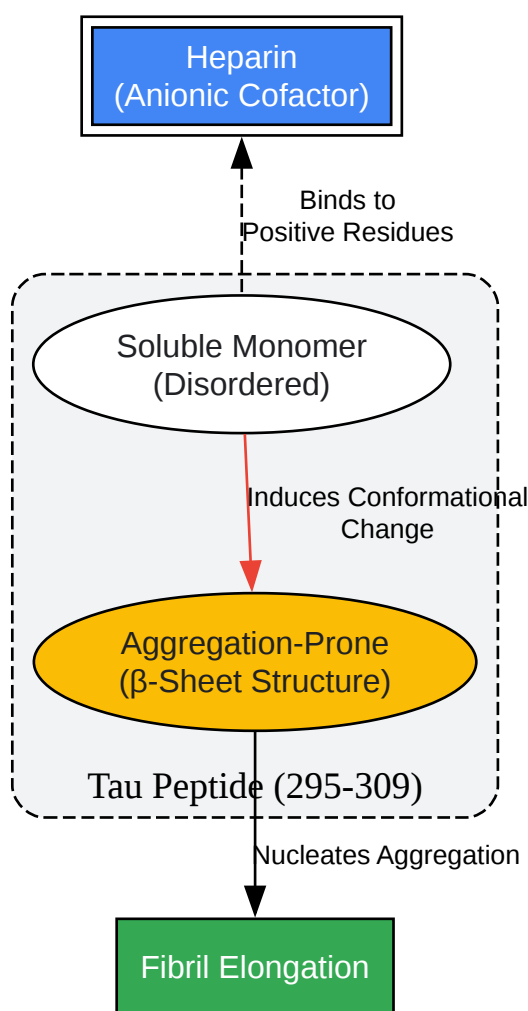 Heparin
(Anionic Cofactor)
Binds to
Positive Residues
Soluble Monomer
(Disordered)
Induces Conformational
Change
Aggregation-Prone
(β-Sheet Structure)
Tau Peptide (295-309)
Nucleates Aggregation
Fibril Elongation